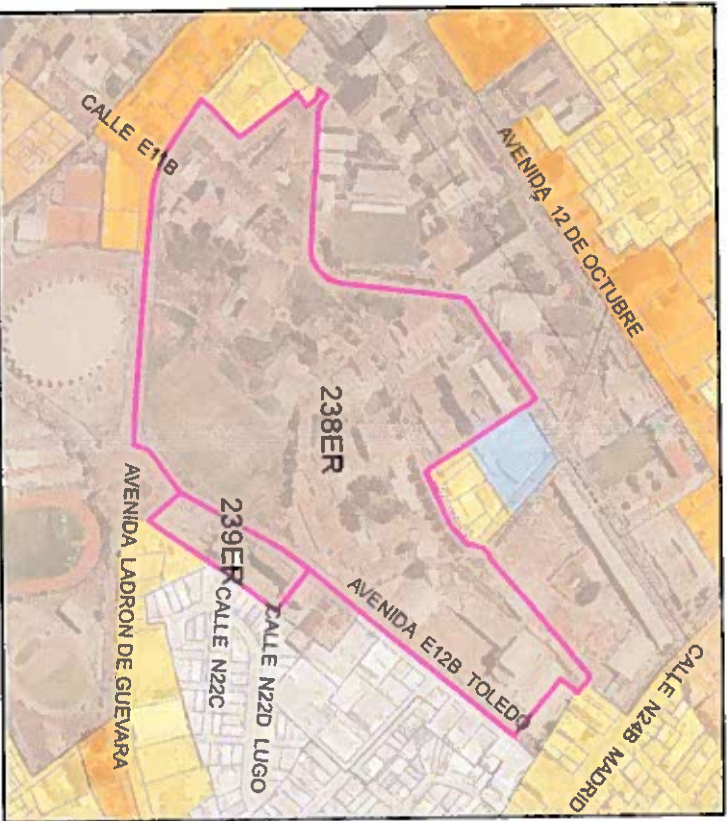 CALLE E11B
AVENIDA 12 DE OCTUBRE
238ER
239ER
AVENIDA LADRON DE GUEVARA
CALLE N22C
CALLE N22D LUGO
AVENIDA E12B TOLEDO
CALLE N24B MADRID